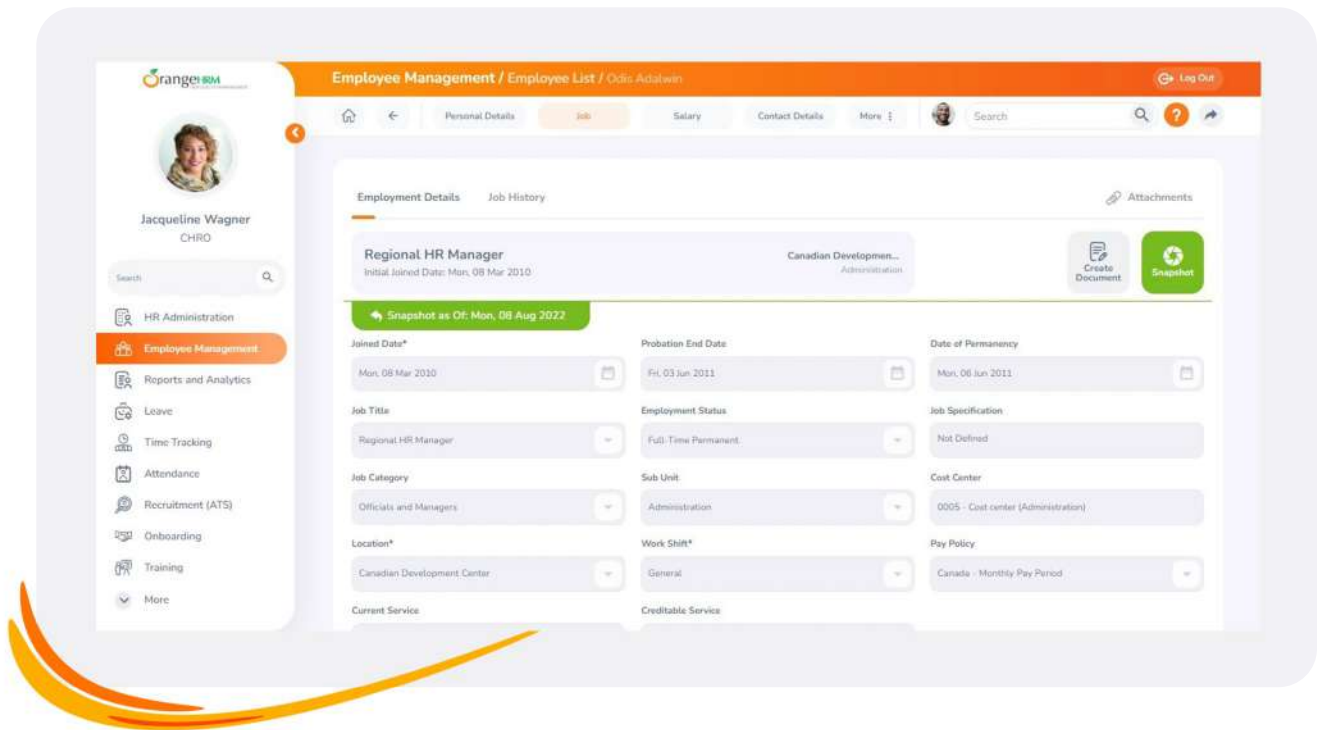 OrangeHRM
Employee Management / Employee List / Odis Adalwin
Log Out
Personal Details
Job
Salary
Contact Details
More
Search
?
Jacqueline Wagner
CHRO
Search
HR Administration
Employee Management
Reports and Analytics
Leave
Time Tracking
Attendance
Recruitment (ATS)
Onboarding
Training
More
Employment Details
Job History
Attachments
Regional HR Manager
Initial Joined Date: Mon, 08 Mar 2010
Canadian Developmen...
Administration
Create
Document
Snapshot
Snapshot as Of: Mon, 08 Aug 2022
Joined Date*
Probation End Date
Date of Permanency
Mon, 08 Mar 2010
Fri, 03 Jun 2011
Mon, 06 Jun 2011
Job Title
Employment Status
Job Specification
Regional HR Manager
Full-Time Permanent
Not Defined
Job Category
Sub Unit
Cost Center
Officials and Managers
Administration
0005 - Cost center (Administration)
Location*
Work Shift*
Pay Policy
Canadian Development Center
General
Canada - Monthly Pay Period
Current Service
Creditable Service